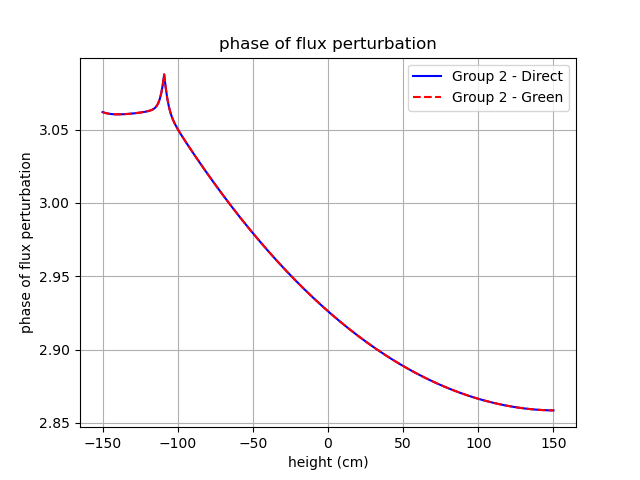 phase of flux perturbation
Group 2 - Direct
Group 2 - Green
phase of flux perturbation
3.05
3.00
2.95
2.90
2.85
−150
−100
−50
0
50
100
150
height (cm)